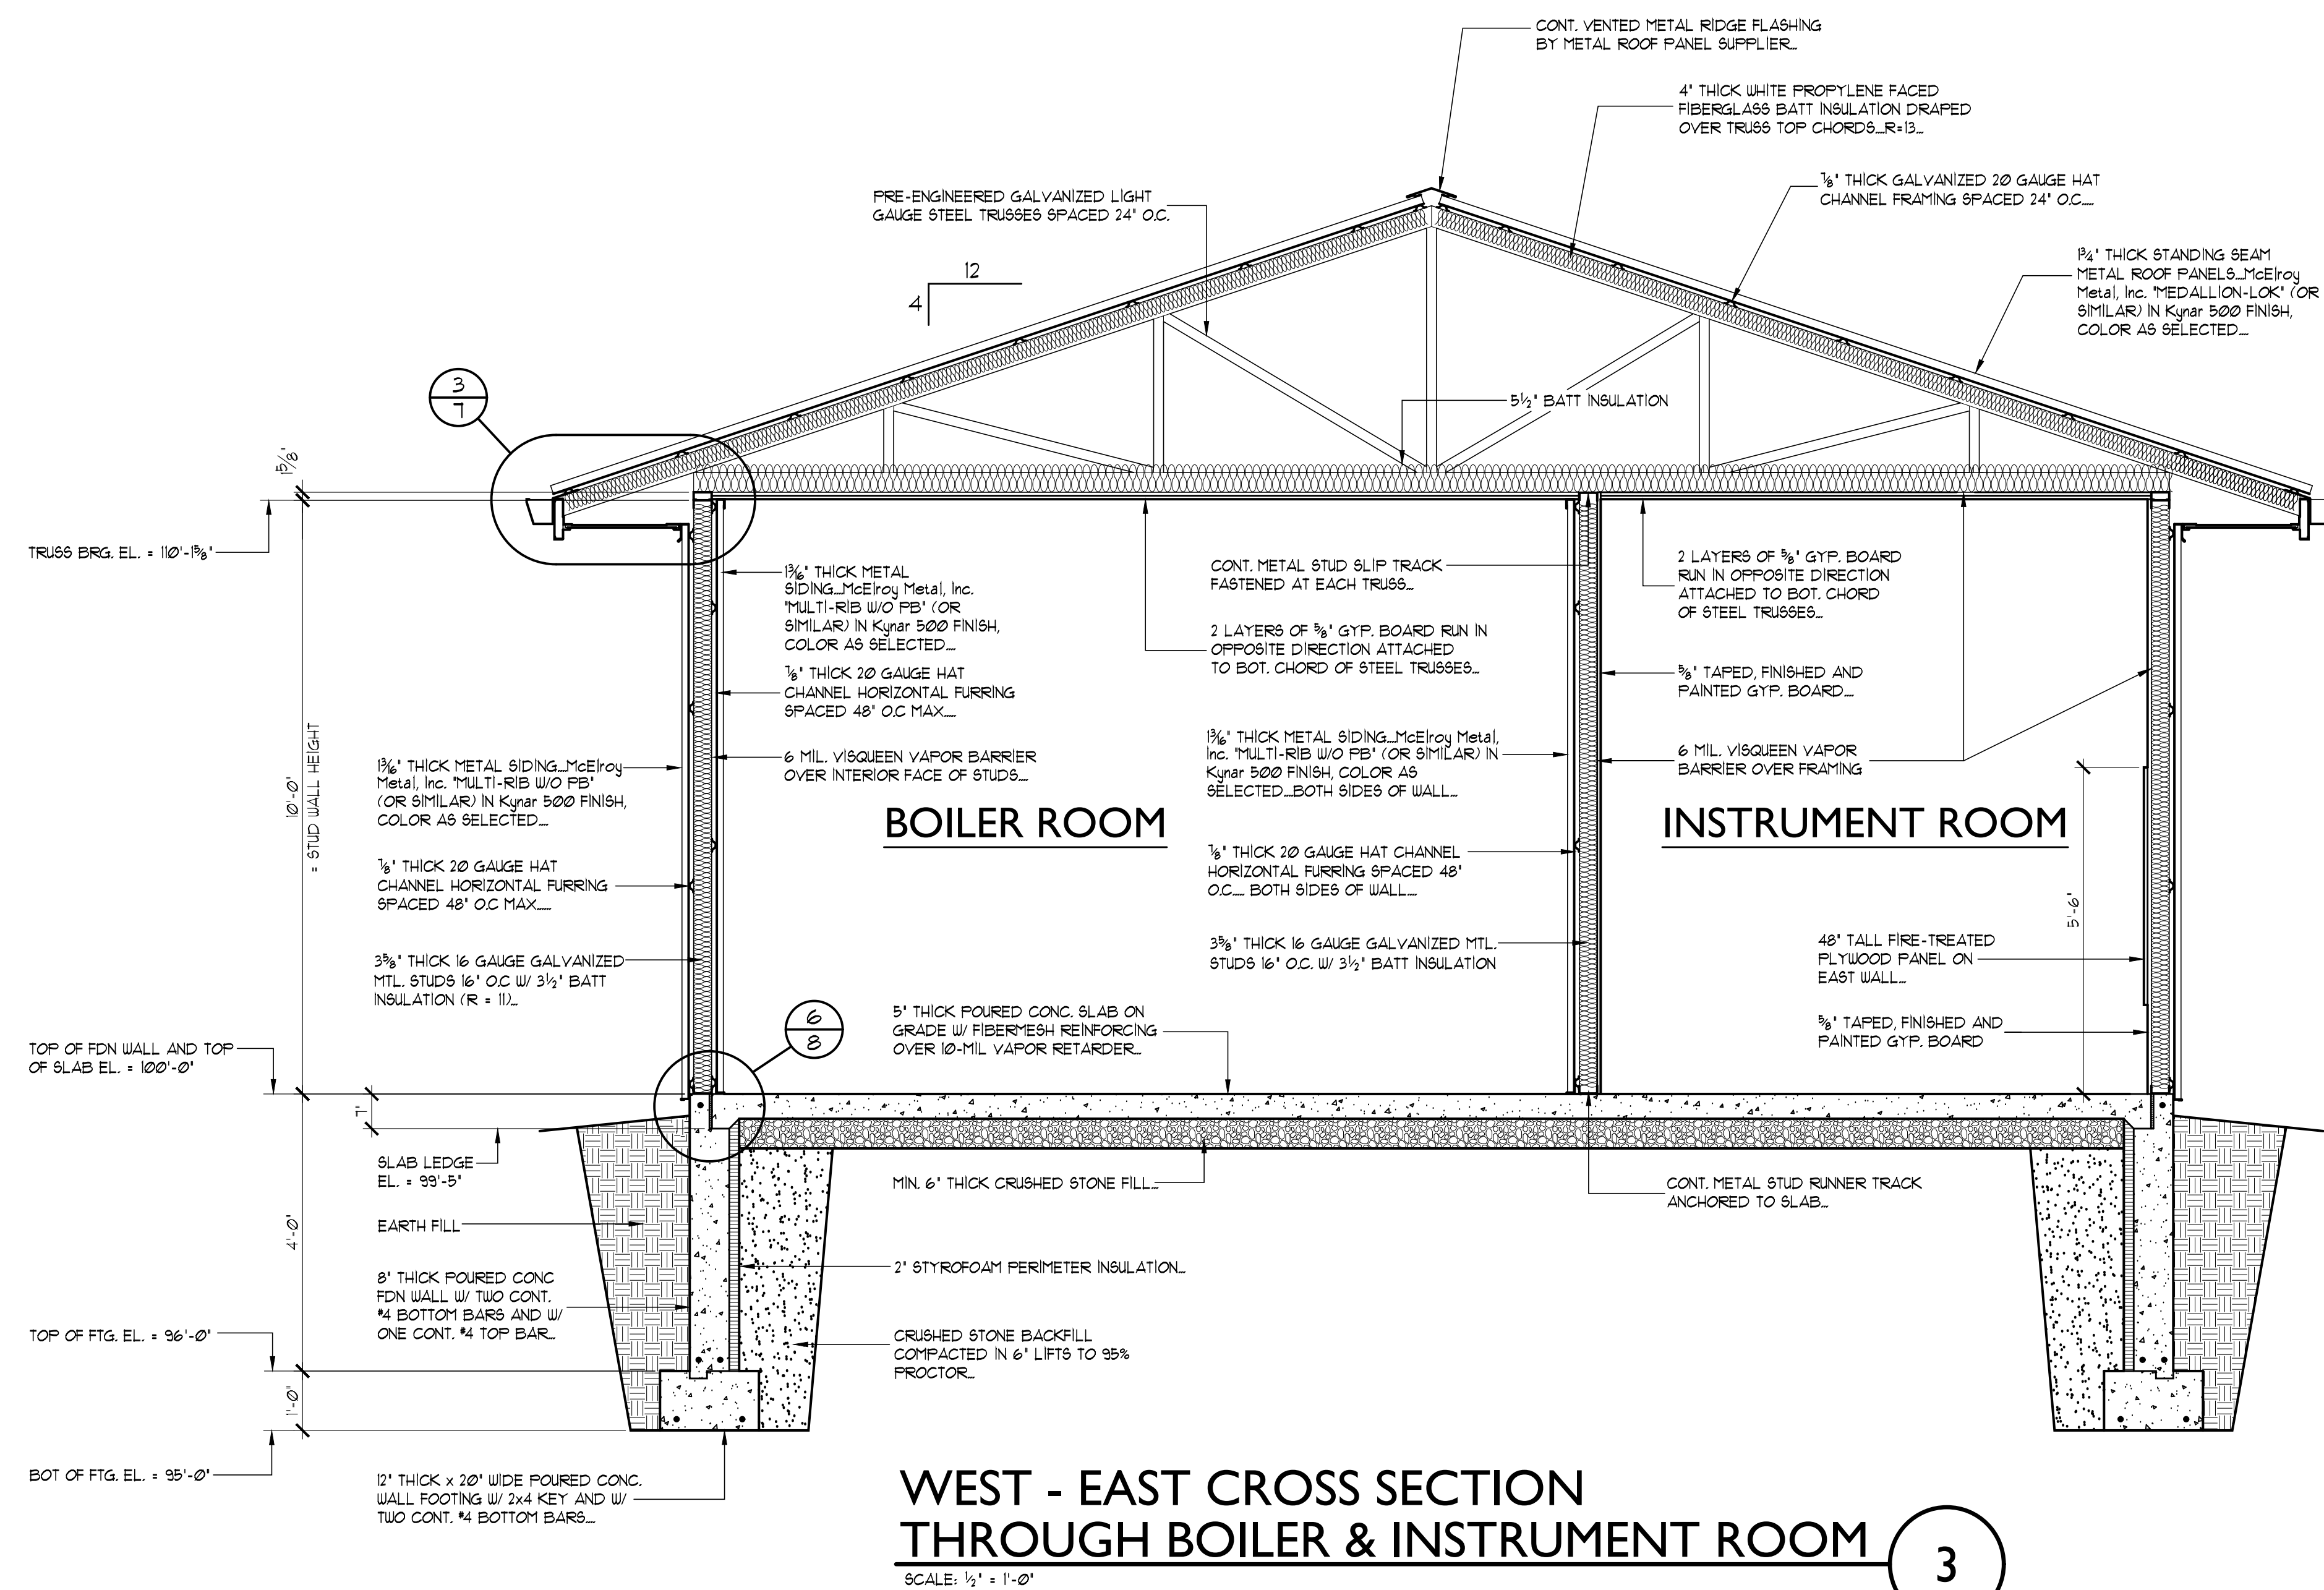 CONT. VENTED METAL RIDGE FLASHING
BY METAL ROOF PANEL SUPPLIER...
4" THICK WHITE PROPYLENE FACED
FIBERGLASS BATT INSULATION DRAPED
OVER TRUSS TOP CHORDS...R=13...
7/8" THICK GALVANIZED 20 GAUGE HAT
CHANNEL FRAMING SPACED 24" O.C.....
PRE-ENGINEERED GALVANIZED LIGHT
GAUGE STEEL TRUSSES SPACED 24" O.C.
1 3/4" THICK STANDING SEAM
METAL ROOF PANELS...McElroy
Metal, Inc. "MEDALLION-LOK" (OR
SIMILAR) IN Kynar 500 FINISH,
COLOR AS SELECTED....
12
4
3
7
5 1/2" BATT INSULATION
1 5/8"
TRUSS BRG. EL. = 110'-1 5/8"
10'-0"
= STUD WALL HEIGHT
1 3/16" THICK METAL
SIDING...McElroy Metal, Inc.
"MULTI-RIB W/O PB" (OR
SIMILAR) IN Kynar 500 FINISH,
COLOR AS SELECTED....
7/8" THICK 20 GAUGE HAT
CHANNEL HORIZONTAL FURRING
SPACED 48" O.C MAX.....
6 MIL. VISQUEEN VAPOR BARRIER
OVER INTERIOR FACE OF STUDS....
CONT. METAL STUD SLIP TRACK
FASTENED AT EACH TRUSS...
2 LAYERS OF 5/8" GYP. BOARD RUN IN
OPPOSITE DIRECTION ATTACHED
TO BOT. CHORD OF STEEL TRUSSES...
1 3/16" THICK METAL SIDING...McElroy Metal,
Inc. "MULTI-RIB W/O PB" (OR SIMILAR) IN
Kynar 500 FINISH, COLOR AS
SELECTED....BOTH SIDES OF WALL...
2 LAYERS OF 5/8" GYP. BOARD
RUN IN OPPOSITE DIRECTION
ATTACHED TO BOT. CHORD
OF STEEL TRUSSES...
5/8" TAPED, FINISHED AND
PAINTED GYP. BOARD....
6 MIL. VISQUEEN VAPOR
BARRIER OVER FRAMING
1 3/16" THICK METAL SIDING...McElroy
Metal, Inc. "MULTI-RIB W/O PB"
(OR SIMILAR) IN Kynar 500 FINISH,
COLOR AS SELECTED....
7/8" THICK 20 GAUGE HAT
CHANNEL HORIZONTAL FURRING
SPACED 48" O.C MAX......
3 5/8" THICK 16 GAUGE GALVANIZED
MTL. STUDS 16" O.C W/ 3 1/2" BATT
INSULATION (R = 11)...
BOILER ROOM
INSTRUMENT ROOM
7/8" THICK 20 GAUGE HAT CHANNEL
HORIZONTAL FURRING SPACED 48"
O.C..... BOTH SIDES OF WALL....
3 5/8" THICK 16 GAUGE GALVANIZED MTL.
STUDS 16" O.C. W/ 3 1/2" BATT INSULATION
5'-6"
48" TALL FIRE-TREATED
PLYWOOD PANEL ON
EAST WALL...
5/8" TAPED, FINISHED AND
PAINTED GYP. BOARD
6
8
5" THICK POURED CONC. SLAB ON
GRADE W/ FIBERMESH REINFORCING
OVER 10-MIL VAPOR RETARDER...
TOP OF FDN WALL AND TOP
OF SLAB EL. = 100'-0"
7"
SLAB LEDGE
EL. = 99'-5"
MIN. 6" THICK CRUSHED STONE FILL...
CONT. METAL STUD RUNNER TRACK
ANCHORED TO SLAB...
4'-0"
EARTH FILL
2" STYROFOAM PERIMETER INSULATION...
8" THICK POURED CONC
FDN WALL W/ TWO CONT.
#4 BOTTOM BARS AND W/
ONE CONT. #4 TOP BAR...
CRUSHED STONE BACKFILL
COMPACTED IN 6" LIFTS TO 95%
PROCTOR...
TOP OF FTG. EL. = 96'-0"
1'-0"
BOT OF FTG. EL. = 95'-0"
12" THICK x 20" WIDE POURED CONC.
WALL FOOTING W/ 2x4 KEY AND W/
TWO CONT. #4 BOTTOM BARS....
WEST - EAST CROSS SECTION
THROUGH BOILER & INSTRUMENT ROOM
3
SCALE: 1/2" = 1'-0"